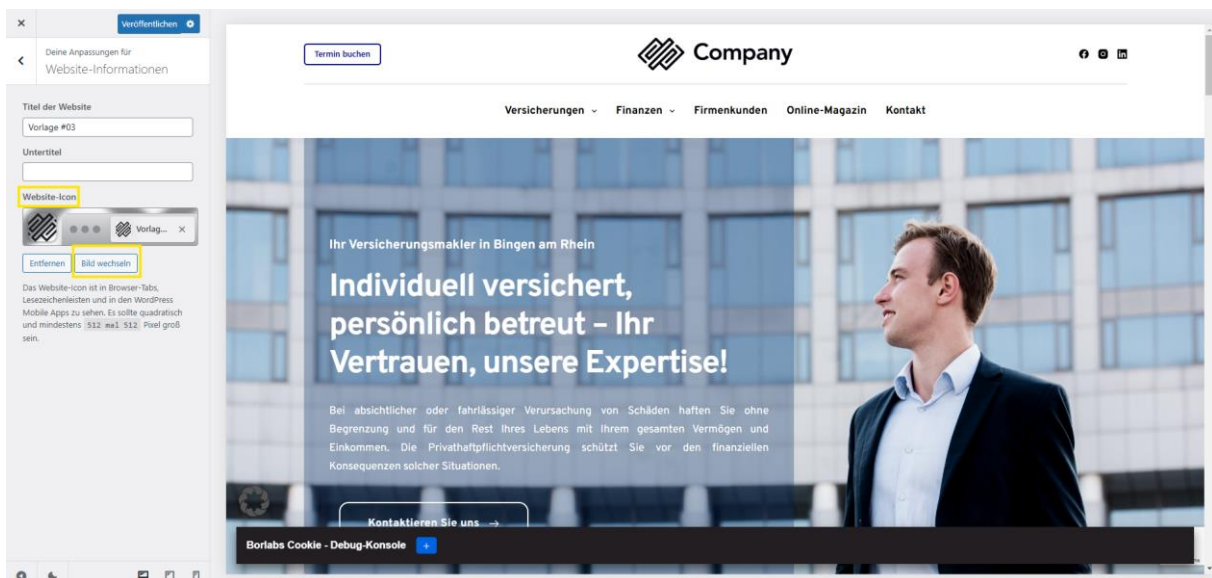 Veröffentlichen
Deine Anpassungen für
Website-Informationen
Titel der Website
Vorlage #03
Untertitel
Website-Icon
Vorlag...
Entfernen
Bild wechseln
Das Website-Icon ist in Browser-Tabs,
Lesezeichenleisten und in den WordPress
Mobile Apps zu sehen. Es sollte quadratisch
und mindestens 512 mal 512 Pixel groß
sein.
Termin buchen
Company
Versicherungen
Finanzen
Firmenkunden
Online-Magazin
Kontakt
Ihr Versicherungsmakler in Bingen am Rhein
Individuell versichert,
persönlich betreut – Ihr
Vertrauen, unsere Expertise!
Bei absichtlicher oder fahrlässiger Verursachung von Schäden haften Sie ohne
Begrenzung und für den Rest Ihres Lebens mit Ihrem gesamten Vermögen und
Einkommen. Die Privathaftpflichtversicherung schützt Sie vor den finanziellen
Konsequenzen solcher Situationen.
Kontaktieren Sie uns →
Borlabs Cookie - Debug-Konsole +